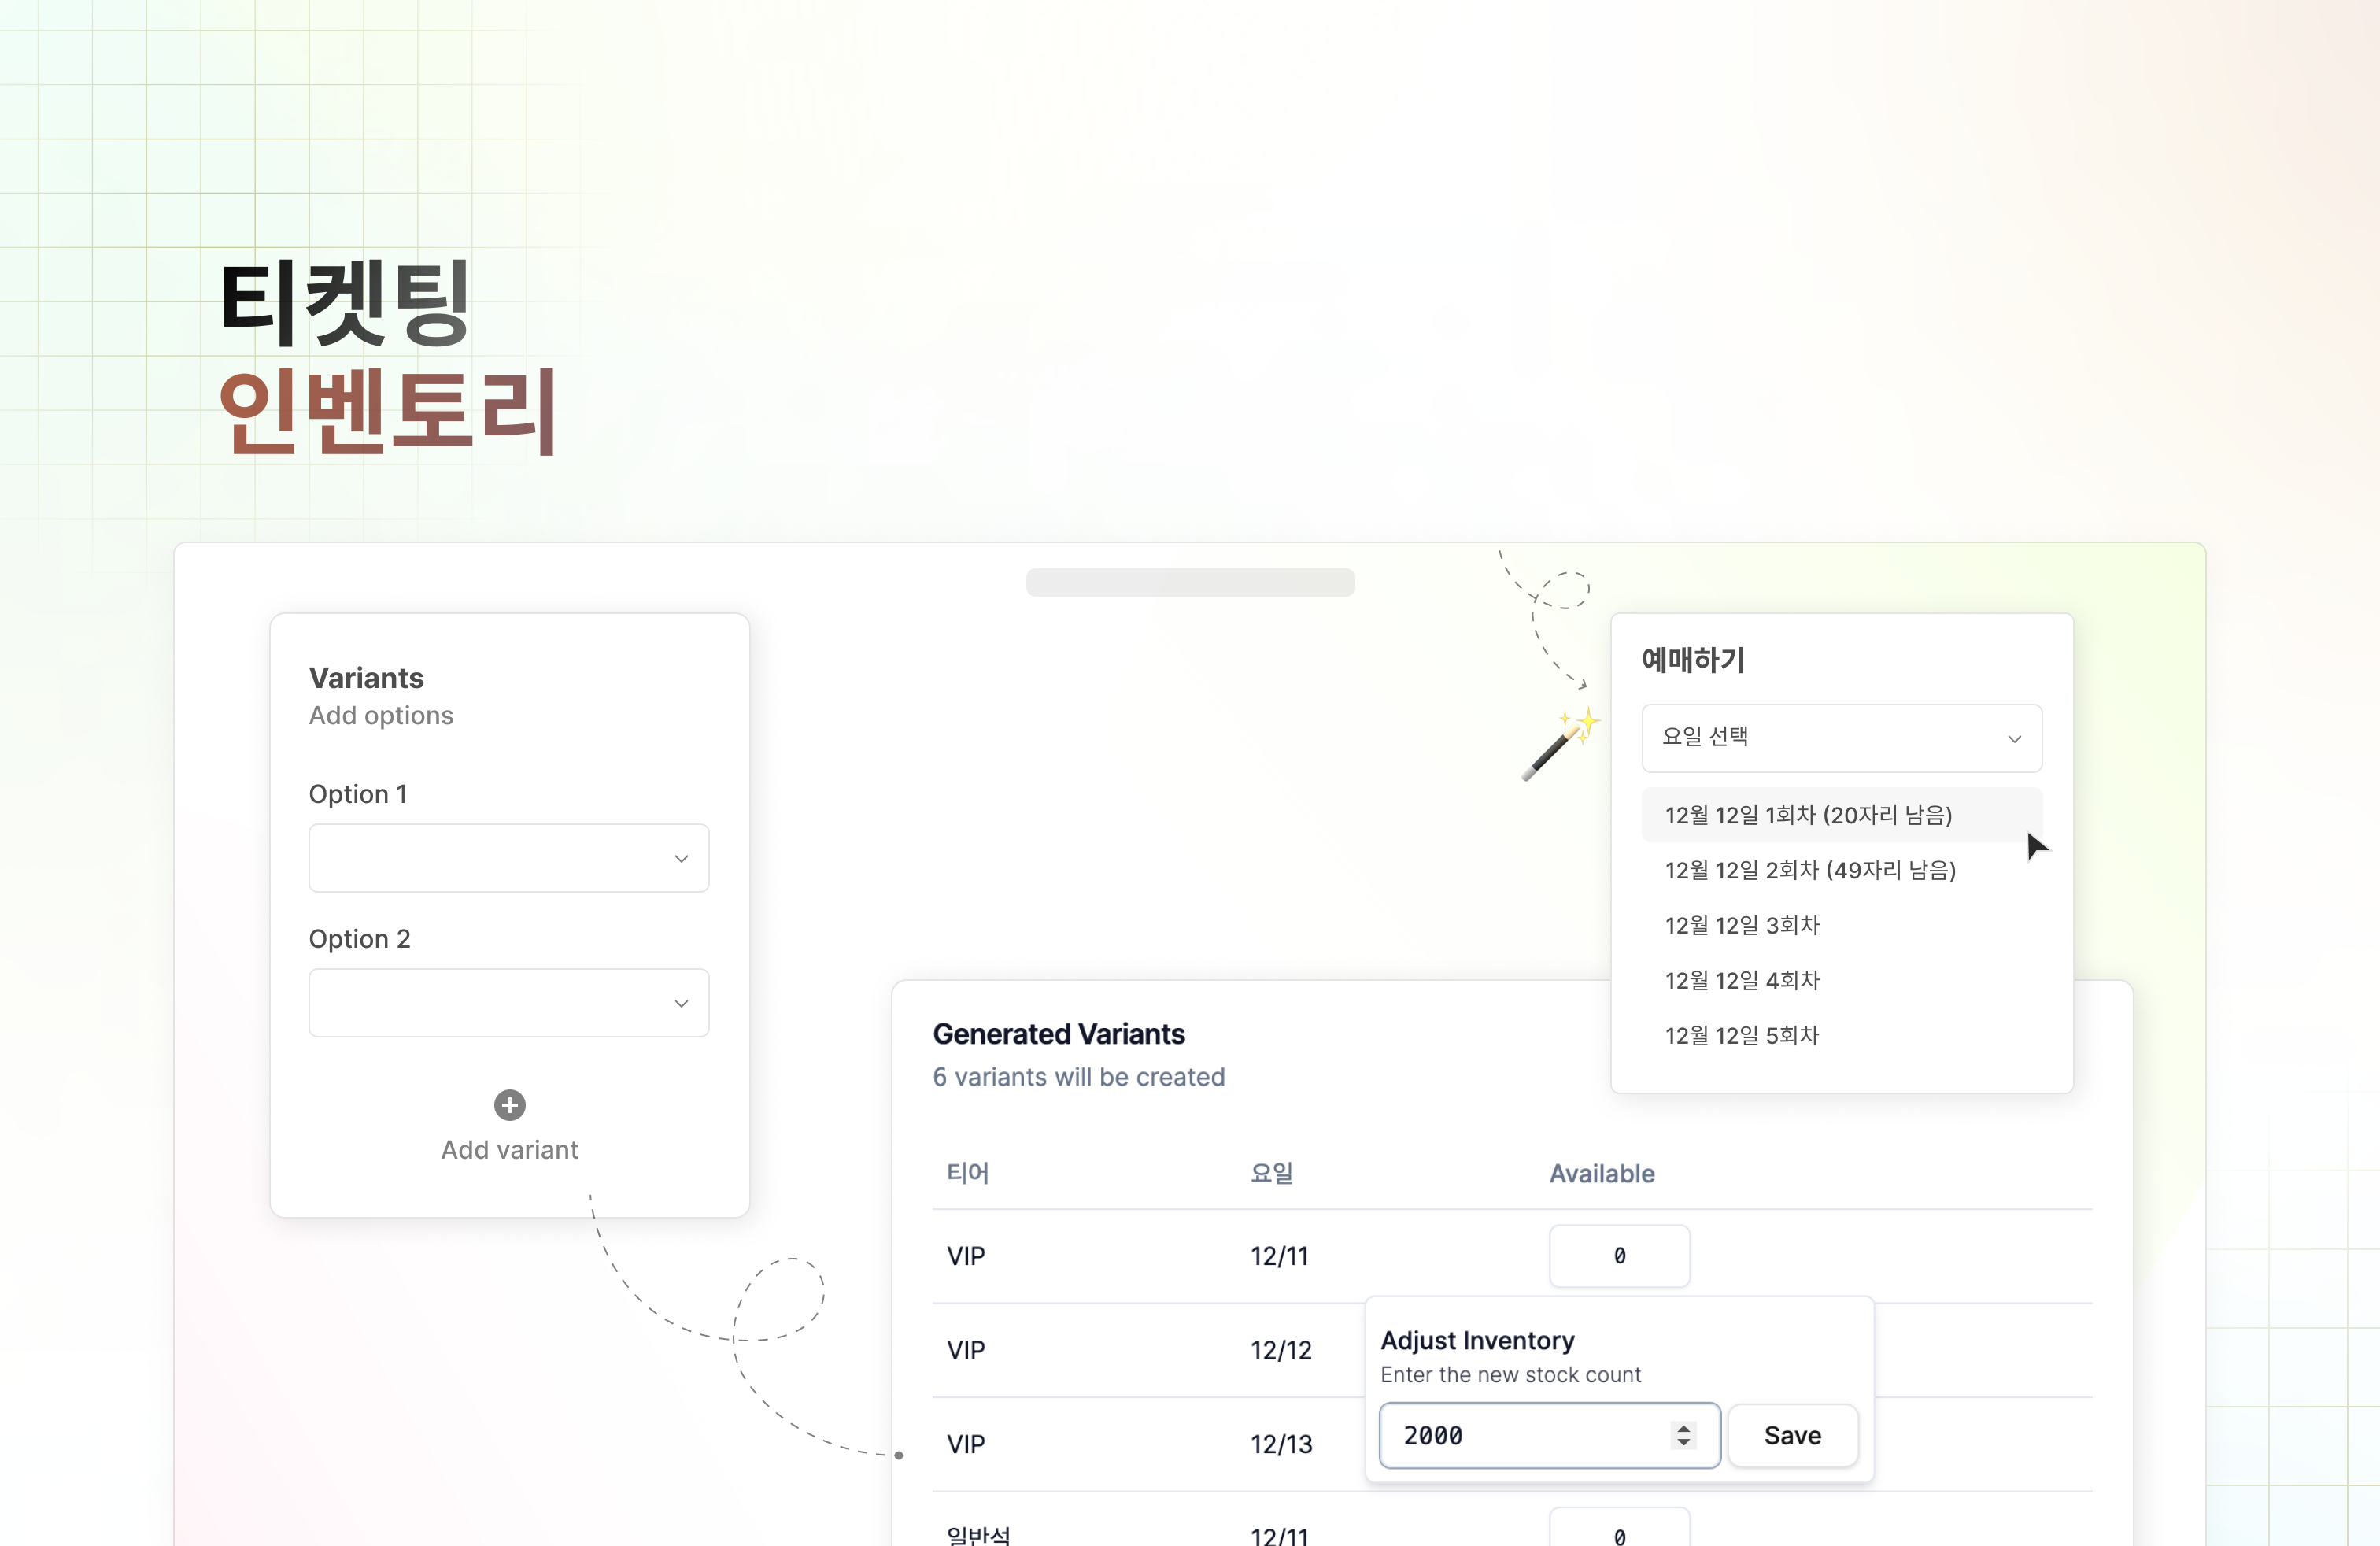 티켓팅
인벤토리
Variants
Add options
Option 1
Option 2
Add variant
예매하기
요일 선택
12월 12일 1회차 (20자리 남음)
12월 12일 2회차 (49자리 남음)
12월 12일 3회차
12월 12일 4회차
12월 12일 5회차
Generated Variants
6 variants will be created
티어 요일 Available
VIP 12/11 0
VIP 12/12
VIP 12/13
Adjust Inventory
Enter the new stock count
2000 Save
일반석 12/11 0